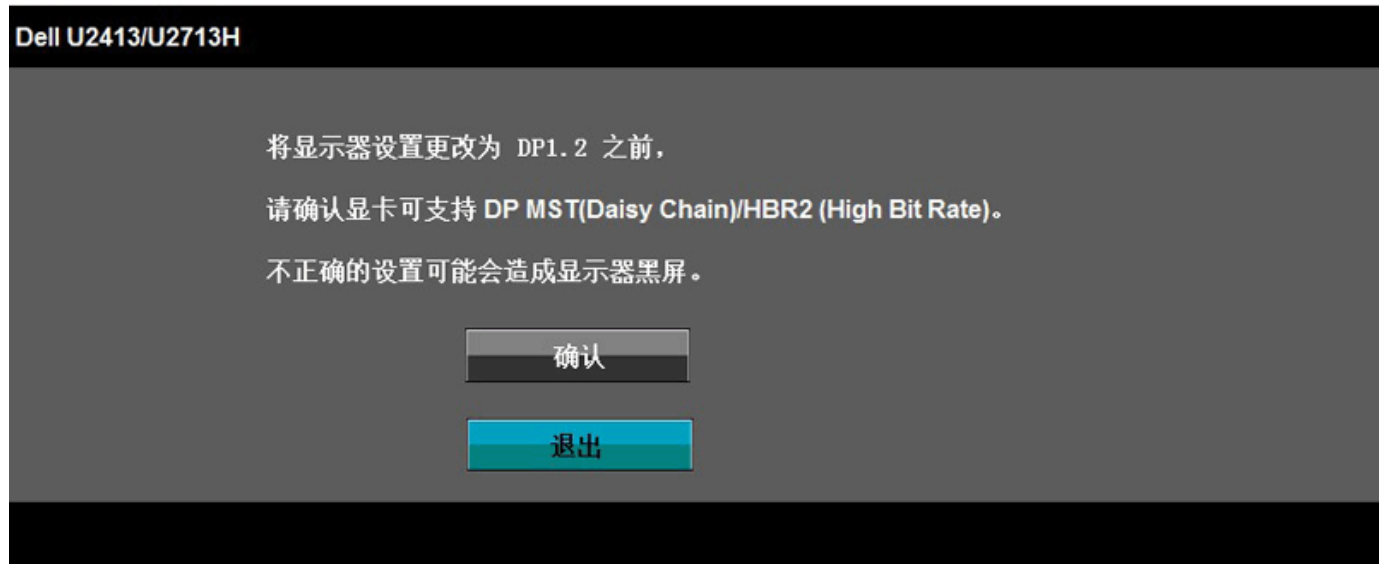 Dell U2413/U2713H
将显示器设置更改为 DP1.2 之前，
请确认显卡可支持 DP MST(Daisy Chain)/HBR2 (High Bit Rate)。
不正确的设置可能会造成显示器黑屏。
确认
退出